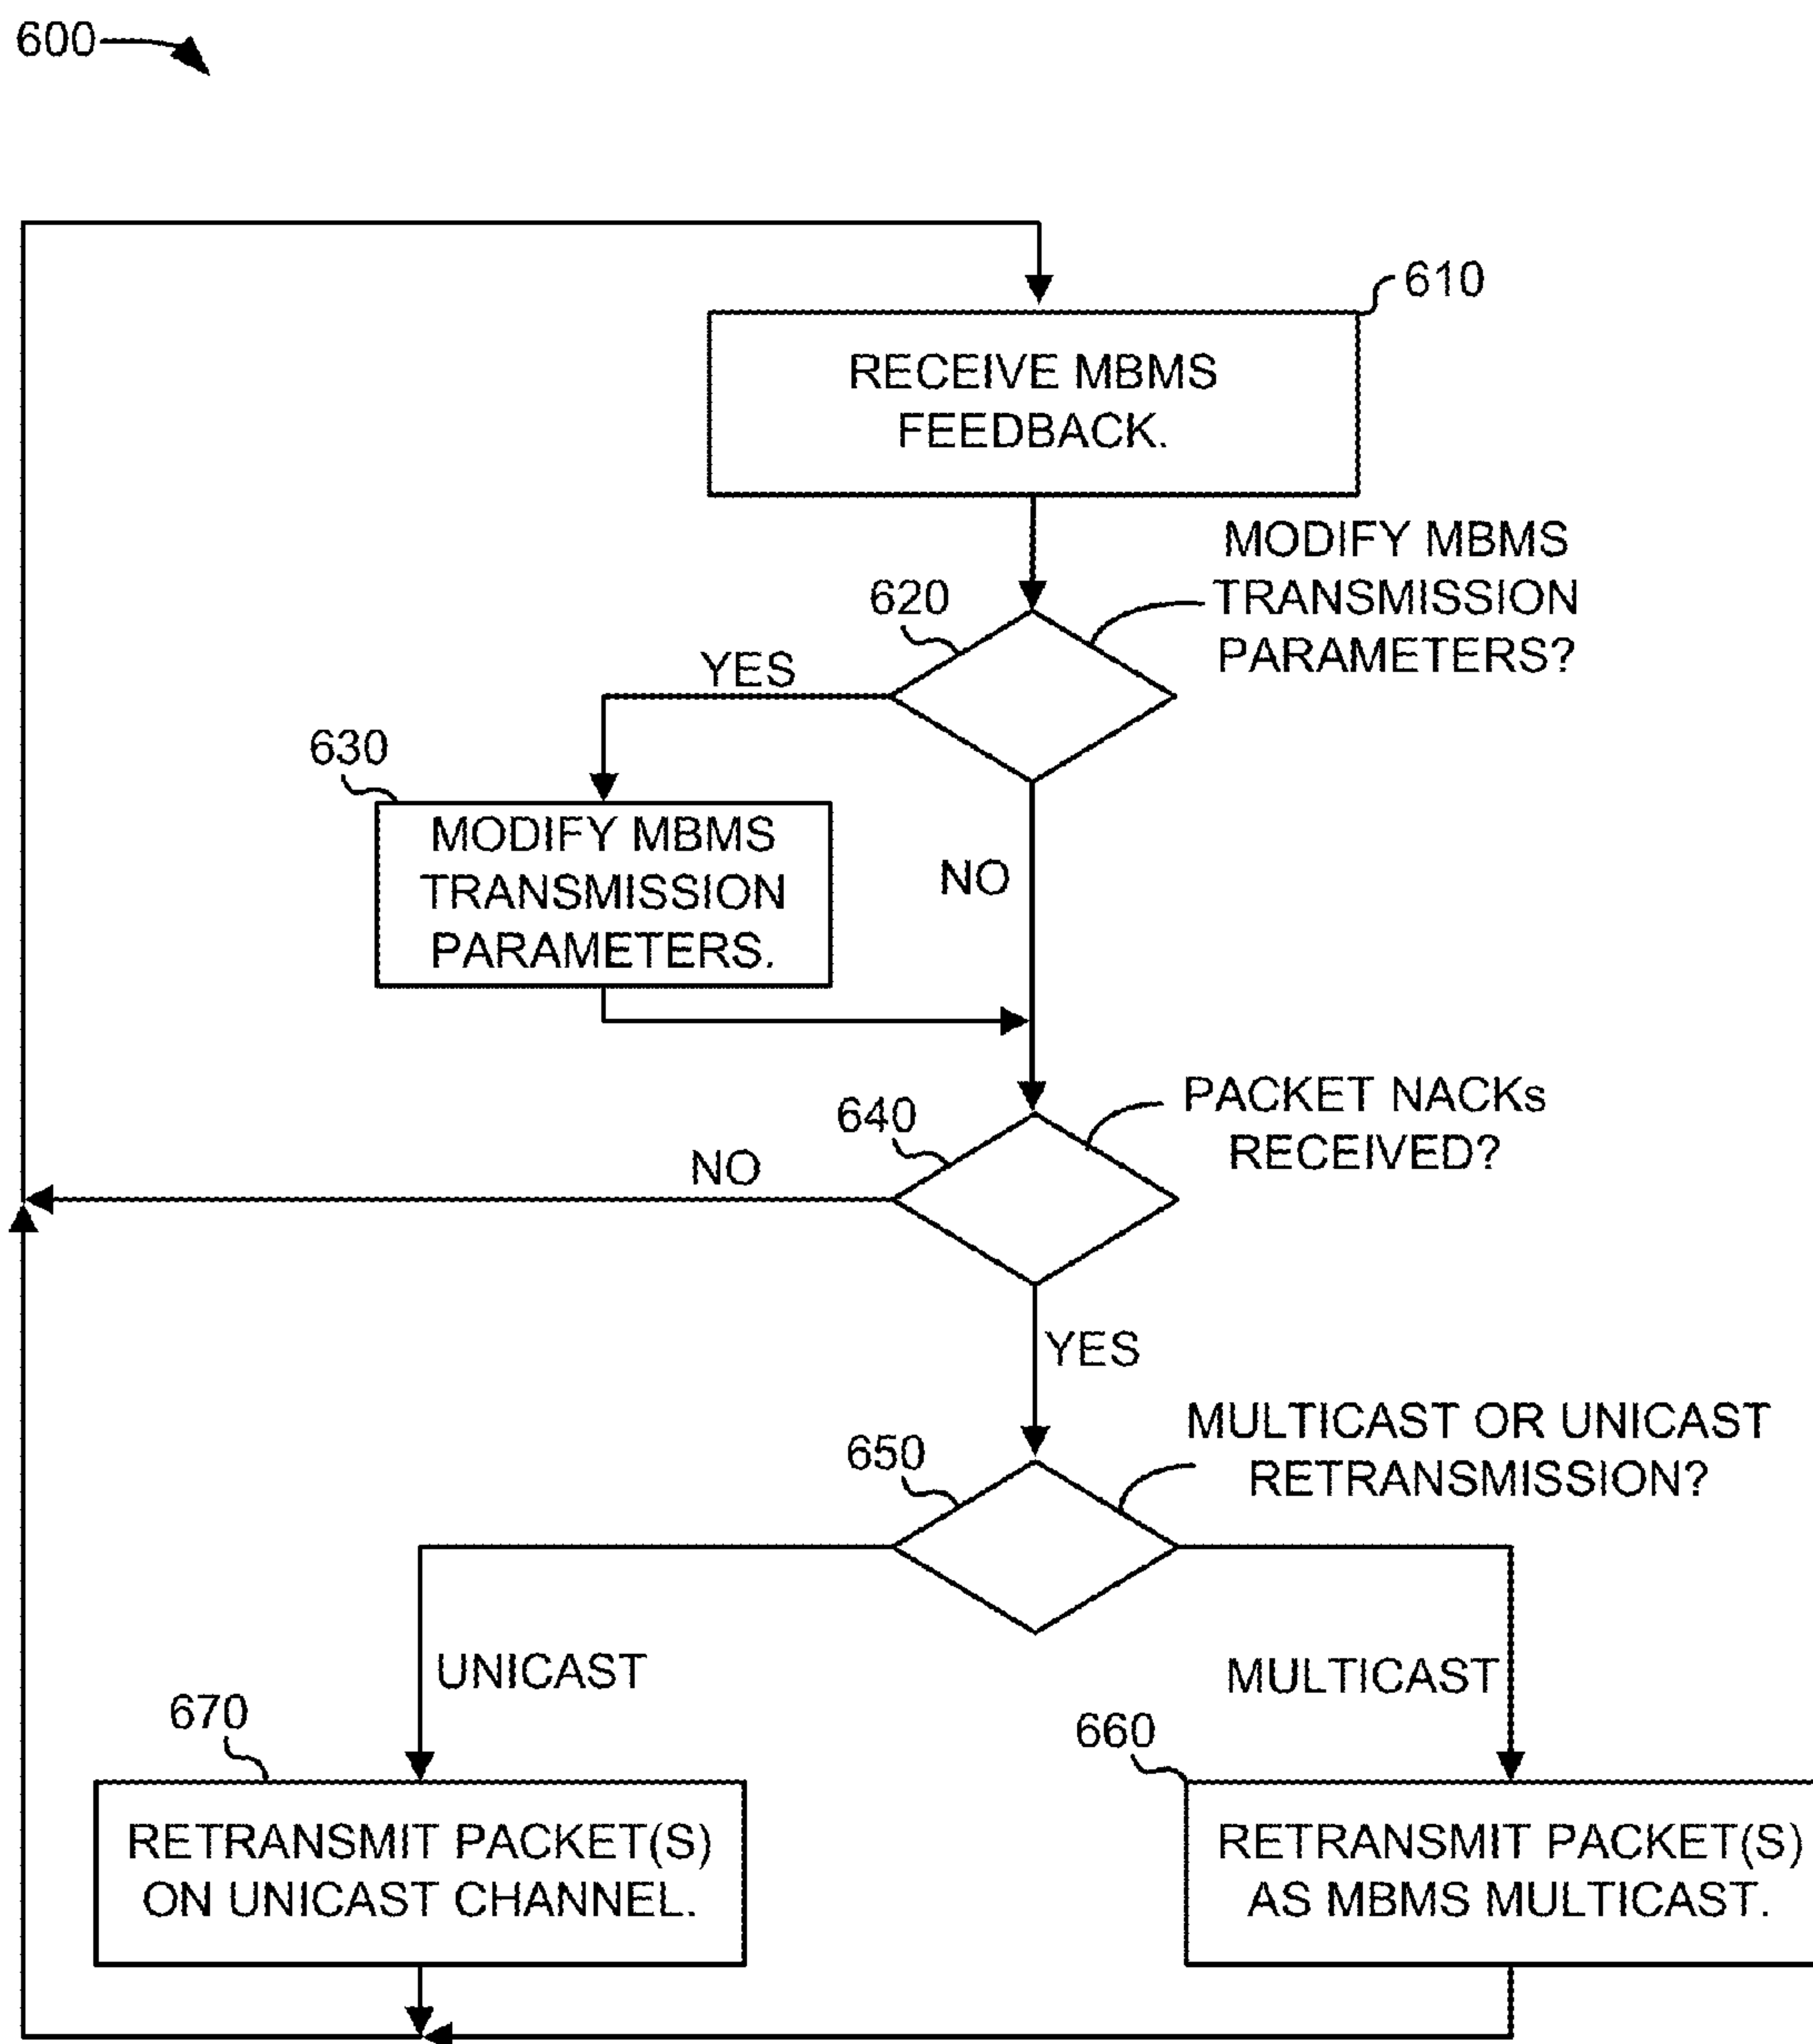 600
610
RECEIVE MBMS
FEEDBACK.
MODIFY MBMS
TRANSMISSION
PARAMETERS?
620
YES
630
MODIFY MBMS
TRANSMISSION
PARAMETERS.
NO
PACKET NACKs
RECEIVED?
640
NO
YES
MULTICAST OR UNICAST
RETRANSMISSION?
650
UNICAST
MULTICAST
670
660
RETRANSMIT PACKET(S)
ON UNICAST CHANNEL.
RETRANSMIT PACKET(S)
AS MBMS MULTICAST.